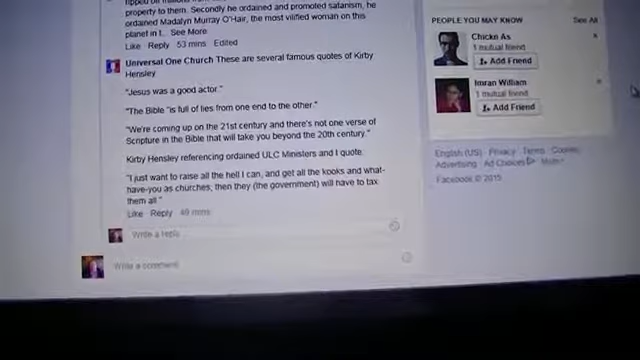 property to them. Secondly he ordained and promoted satanism, he
ordained Madalyn Murray O'Hair, the most vilified woman on this
planet in t... See More
Like Reply 53 mins Edited
Universal One Church These are several famous quotes of Kirby
Hensley
"Jesus was a good actor."
"The Bible "is full of lies from one end to the other."
"We're coming up on the 21st century and there's not one verse of
Scripture in the Bible that will take you beyond the 20th century."
Kirby Hensley referencing ordained ULC Ministers and I quote:
"I just want to raise all the hell I can, and get all the kooks and what-
have-you as churches; then they (the government) will have to tax
them all."
Like Reply 49 mins
Write a reply...
Write a comment...
PEOPLE YOU MAY KNOW See All
Chickn As
1 mutual friend
Add Friend
Imran William
1 mutual friend
Add Friend
English (US) Privacy Terms Cookies
Advertising Ad Choices More
Facebook © 2015